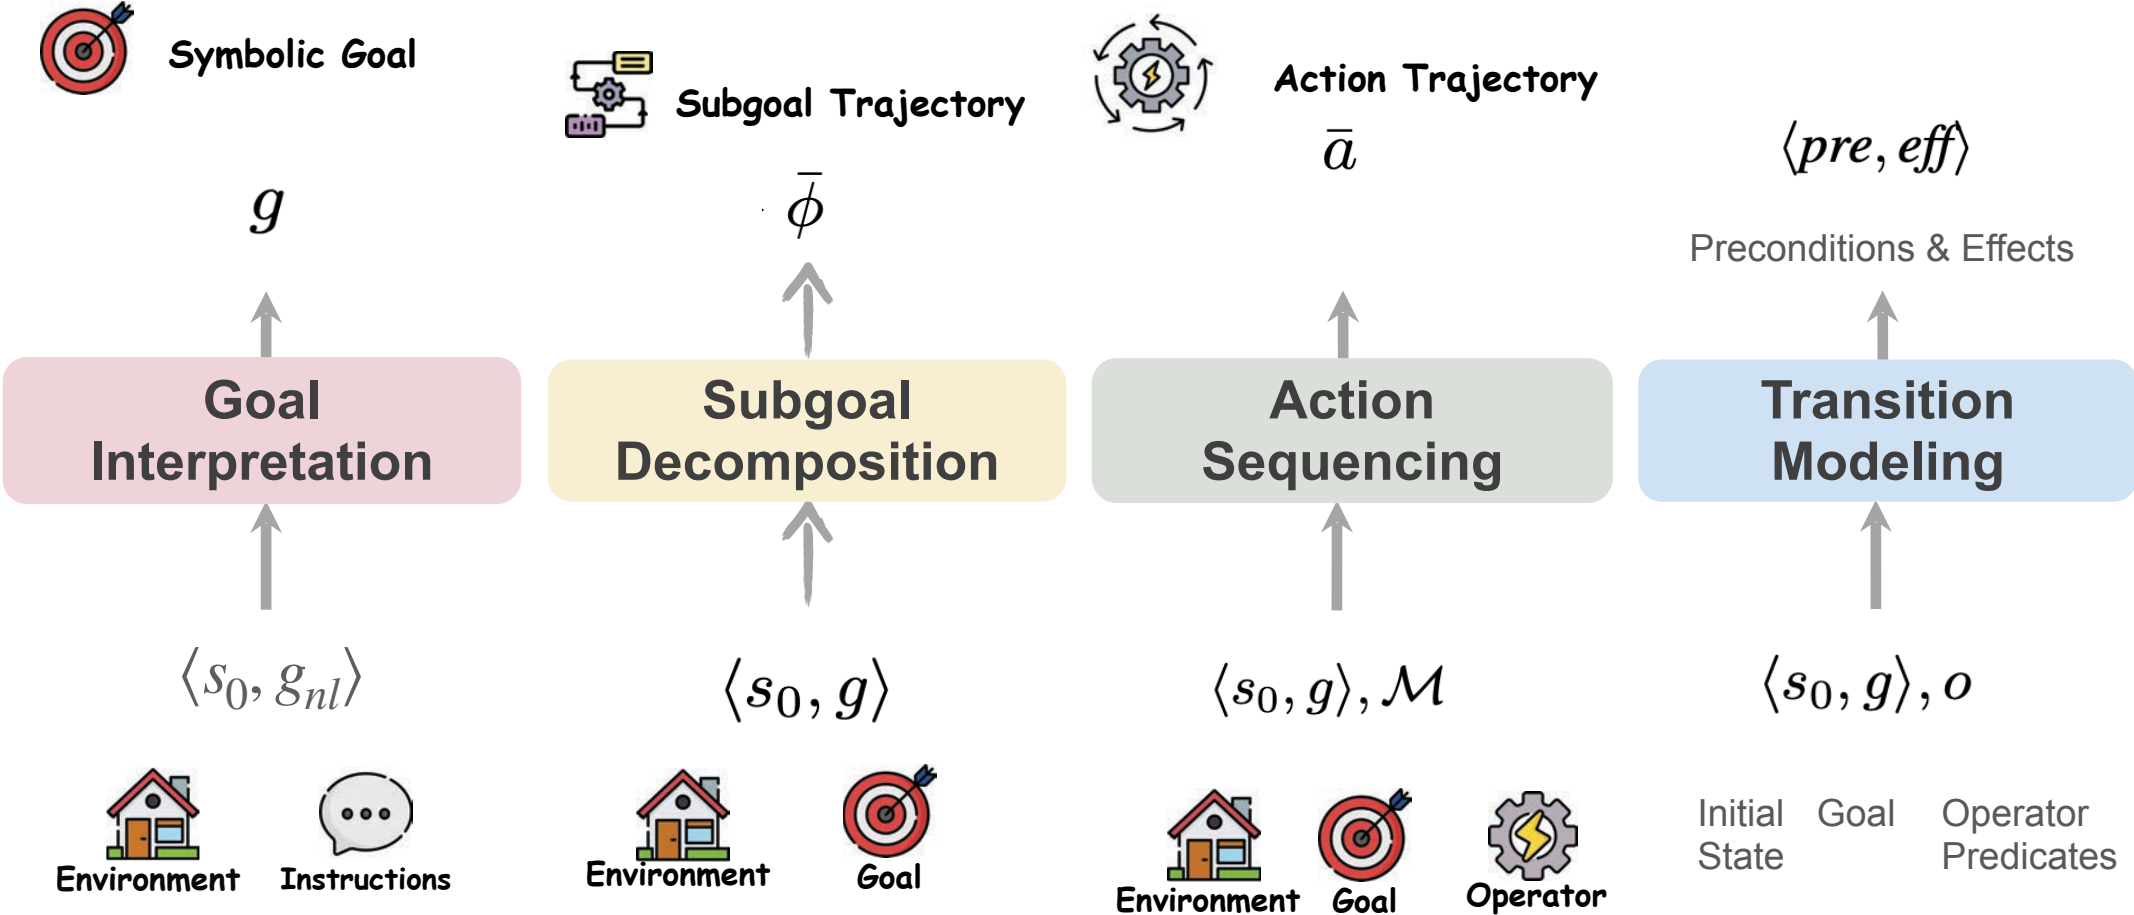 Symbolic Goal
g
Goal
Interpretation
⟨s₀, gₙₗ⟩
Environment
Instructions
Subgoal Trajectory
ϕ̄
Subgoal
Decomposition
⟨s₀, g⟩
Environment
Goal
Action Trajectory
ā
Action
Sequencing
⟨s₀, g⟩, ℳ
Environment
Goal
Operator
⟨pre, eff⟩
Preconditions & Effects
Transition
Modeling
⟨s₀, g⟩, o
Initial
State
Goal
Operator
Predicates